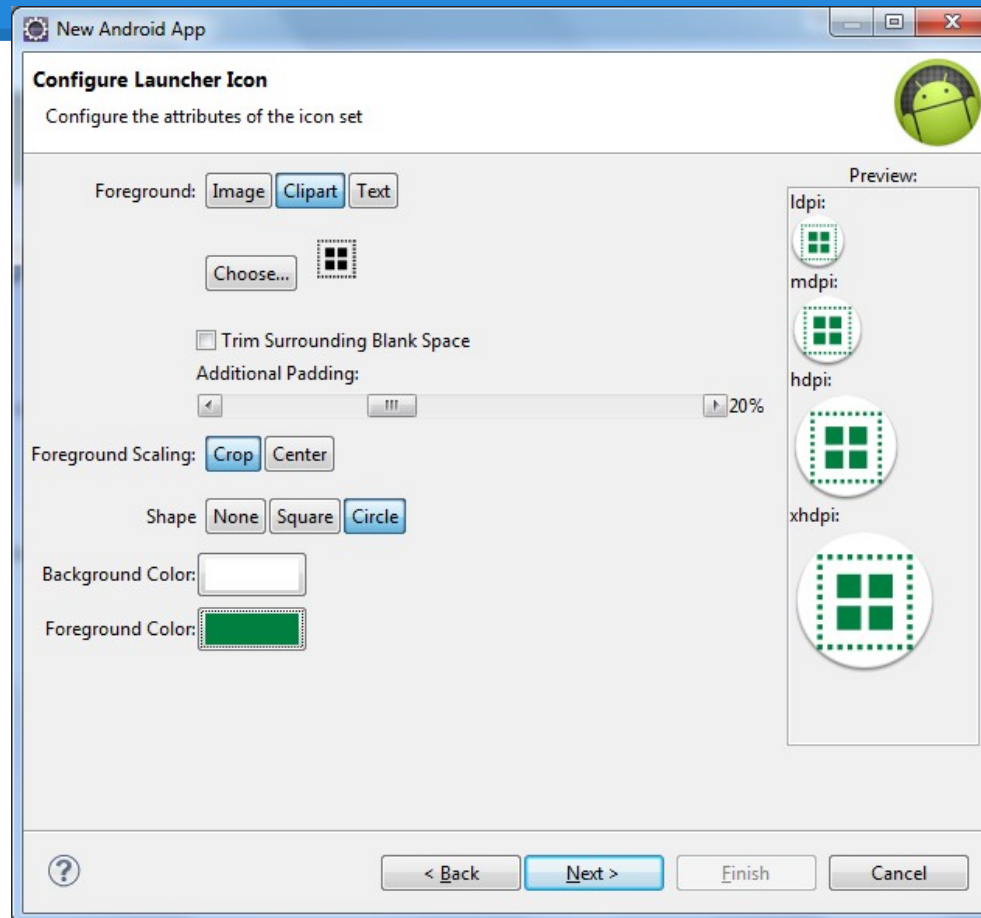 New Android App
Configure Launcher Icon
Configure the attributes of the icon set
Foreground: Image Clipart Text
Choose...
Trim Surrounding Blank Space
Additional Padding:
20%
Foreground Scaling: Crop Center
Shape None Square Circle
Background Color:
Foreground Color:
Preview:
ldpi:
mdpi:
hdpi:
xhdpi:
? < Back Next > Finish Cancel